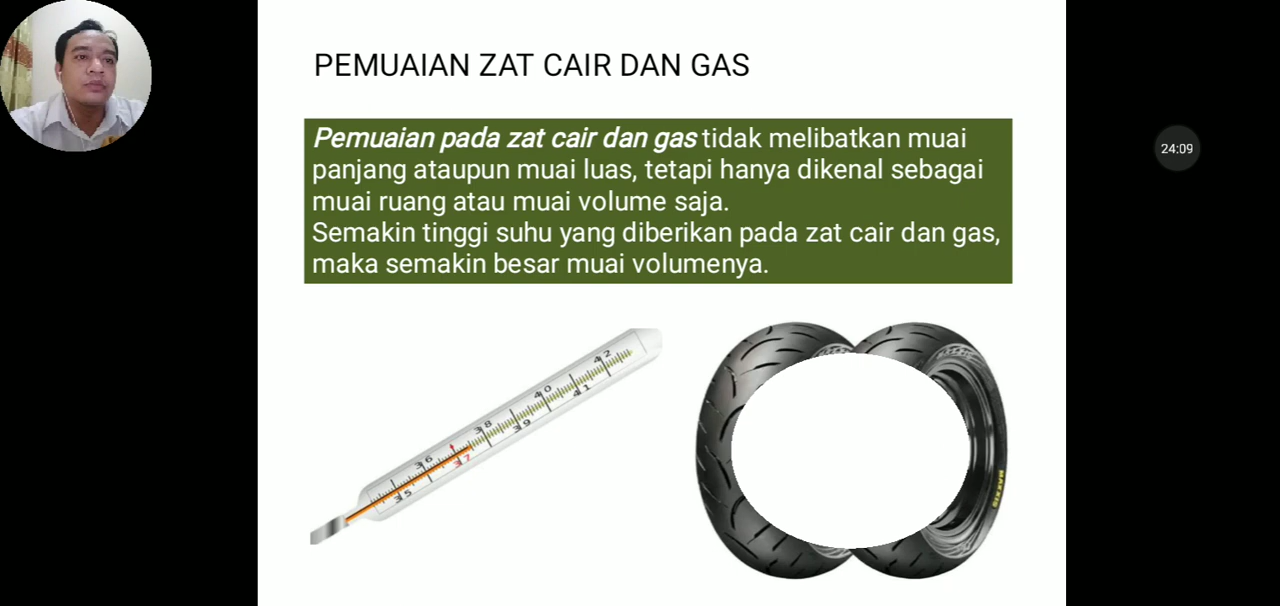 PEMUAIAN ZAT CAIR DAN GAS
Pemuaian pada zat cair dan gas tidak melibatkan muai
panjang ataupun muai luas, tetapi hanya dikenal sebagai
muai ruang atau muai volume saja.
Semakin tinggi suhu yang diberikan pada zat cair dan gas,
maka semakin besar muai volumenya.
24:09
35
36
37
38
39
40
41
42
MAXXIS